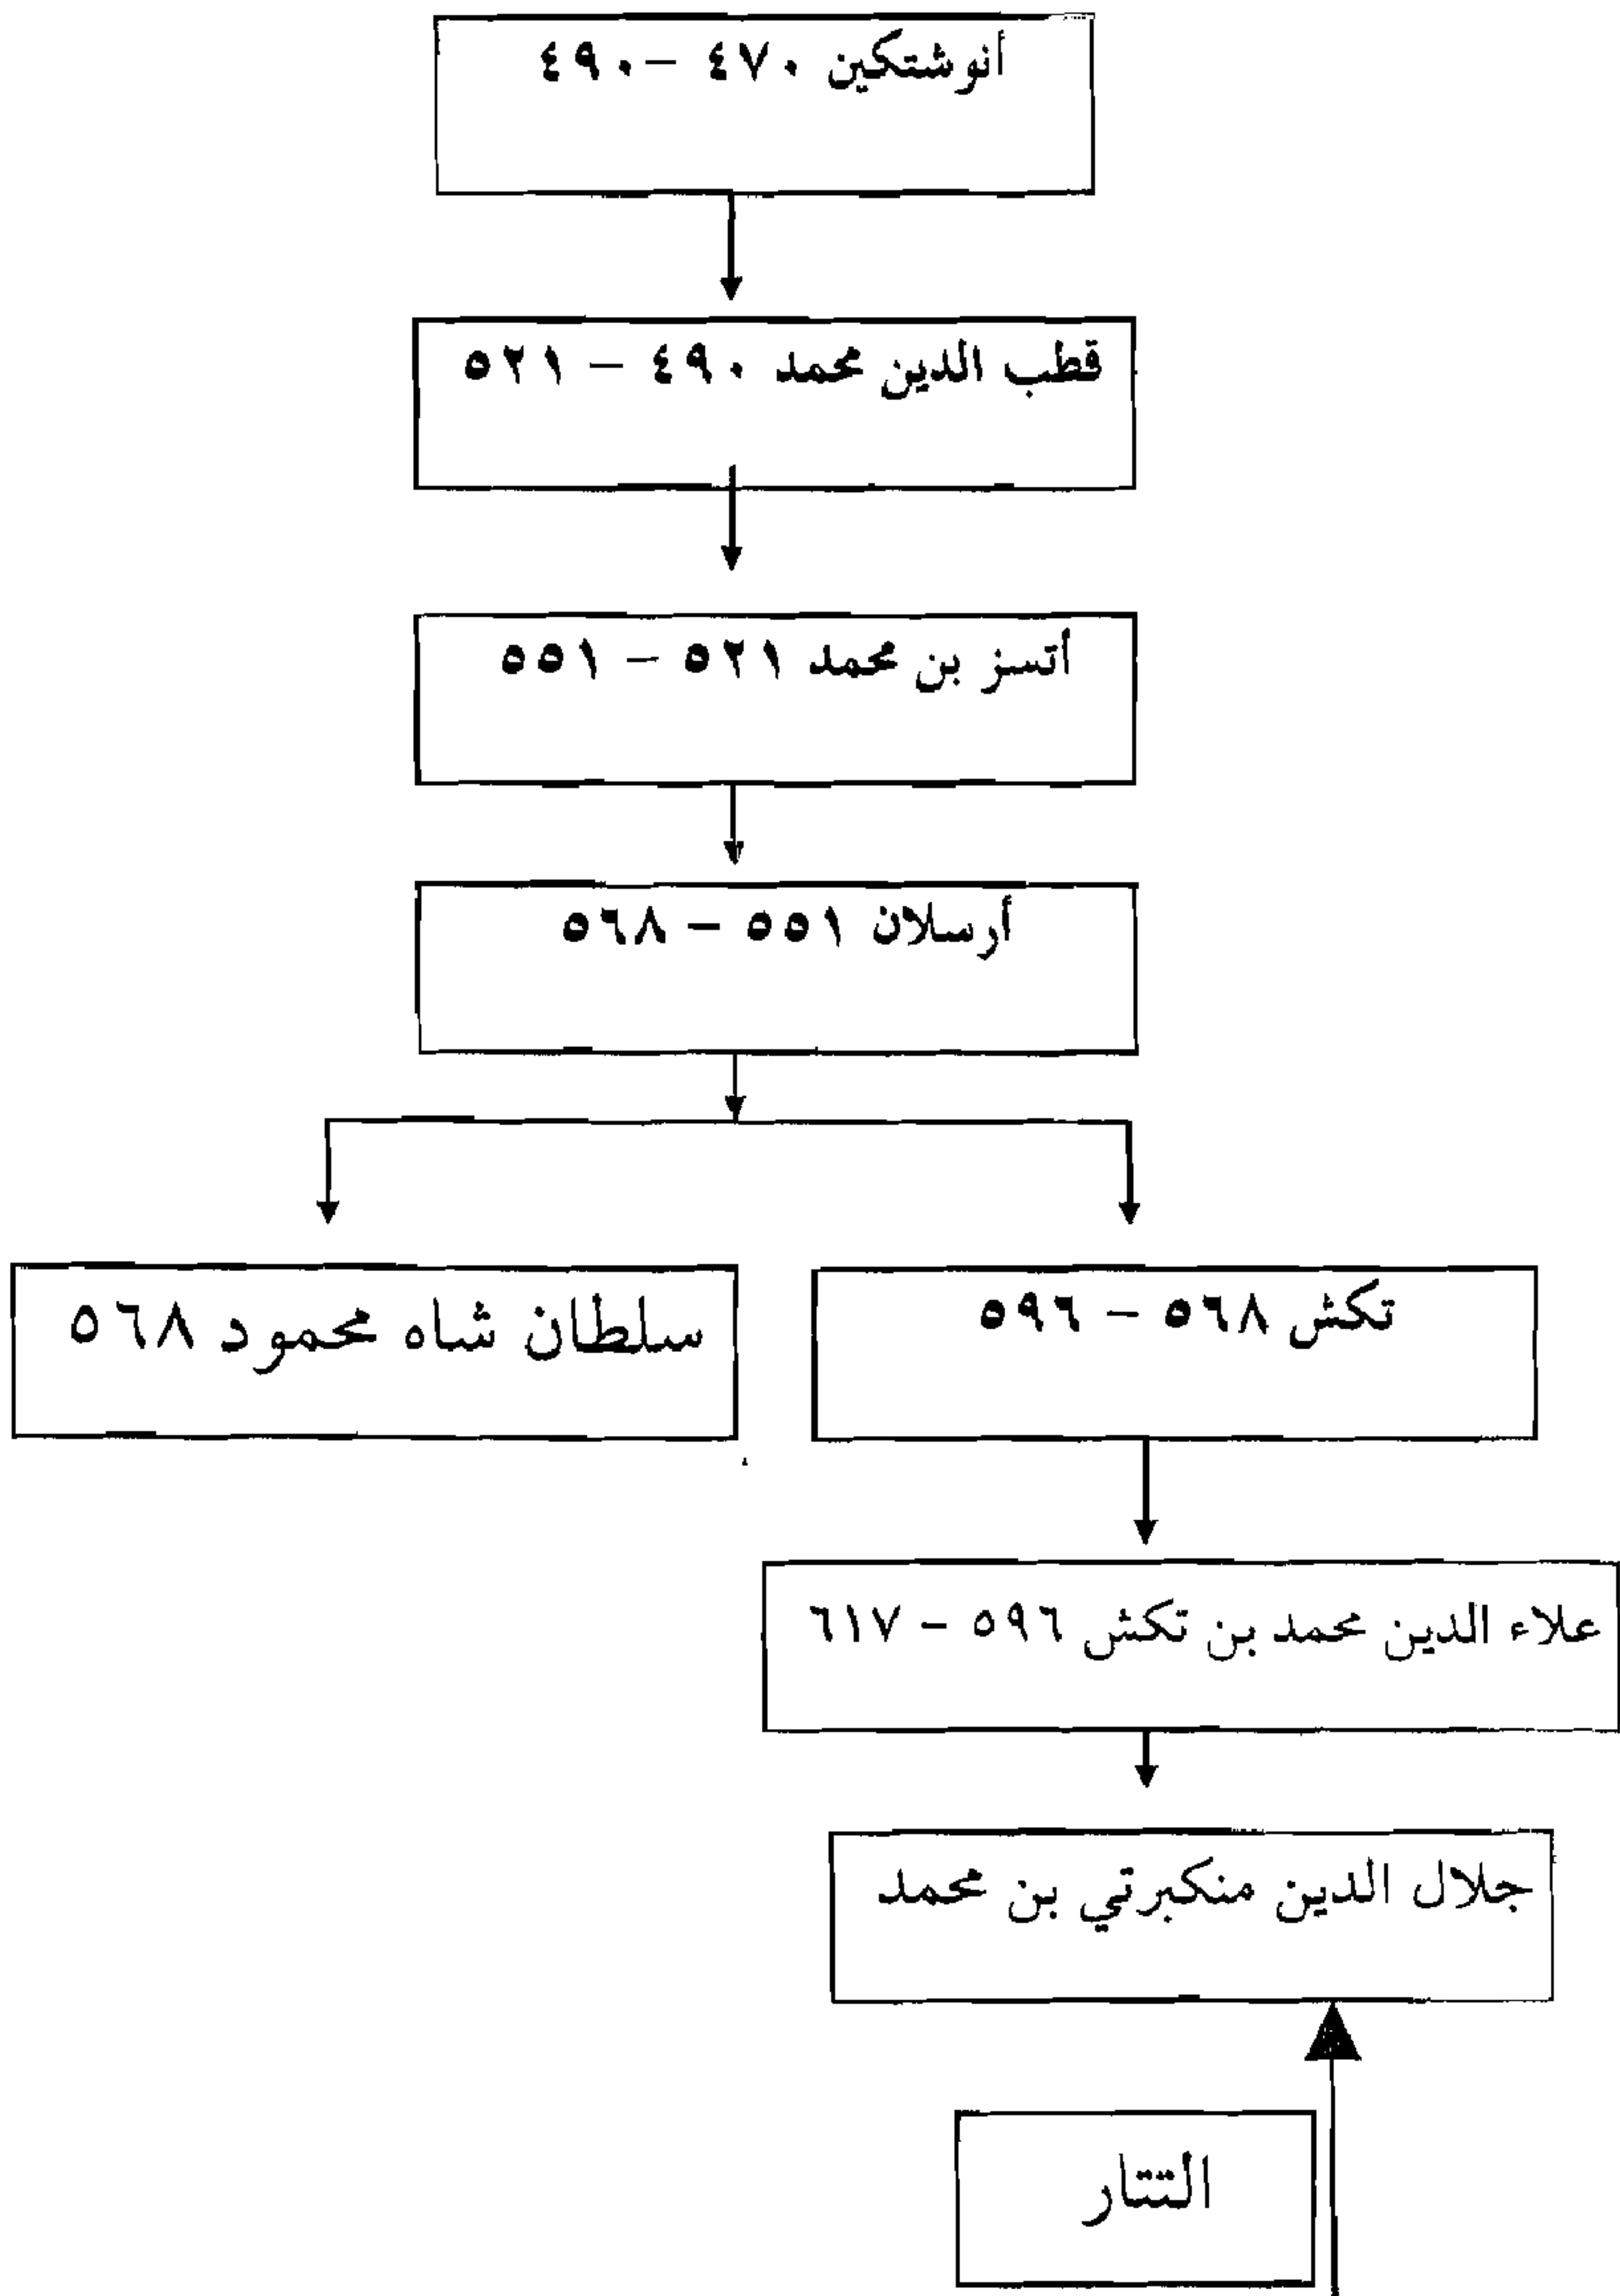 أنوشتكين ٤٧٠ – ٤٩٠
قطب الدين محمد ٤٩٠ – ٥٢١
أتسز بن محمد ٥٢١ – ٥٥١
أرسلان ٥٥١ – ٥٦٨
تكش ٥٦٨ – ٥٩٦
سلطان شاه محمود ٥٦٨
علاء الدين محمد بن تكش ٥٩٦ – ٦١٧
جلال الدين منكبرتي بن محمد
التتار